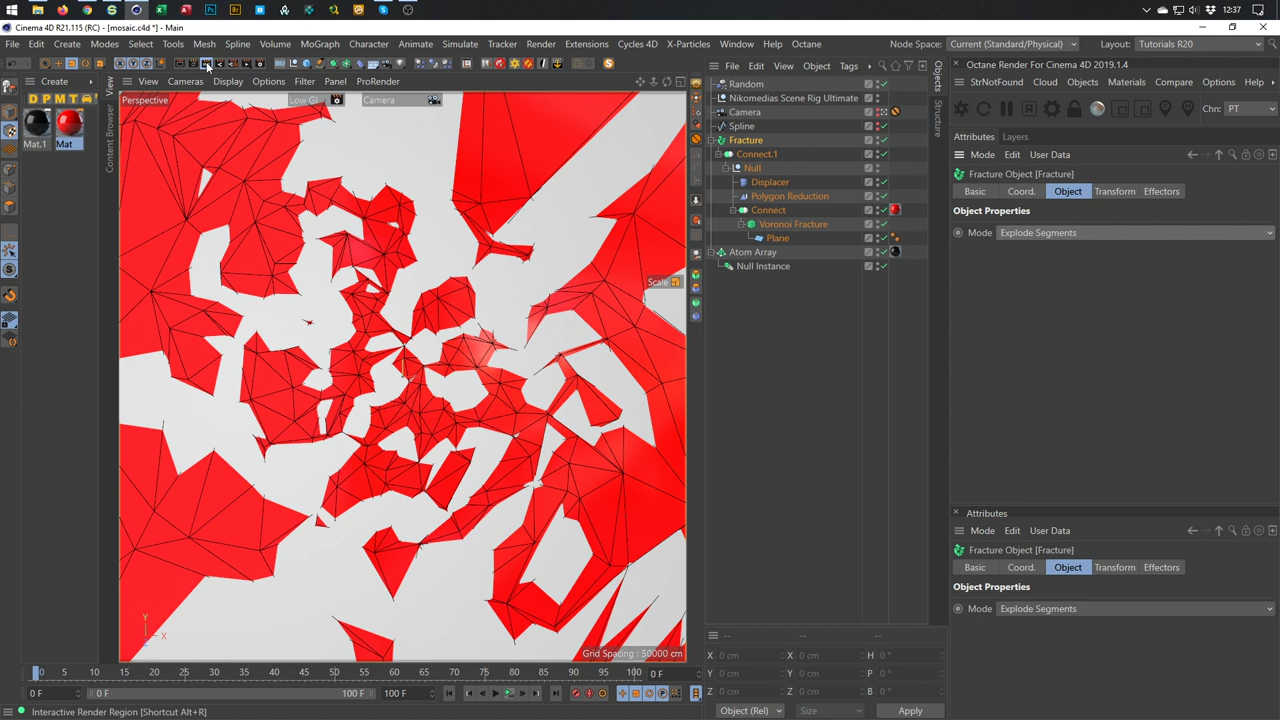 12:37
Cinema 4D R21.115 (RC) - [mosaic.c4d *] - Main
File Edit Create Modes Select Tools Mesh Spline Volume MoGraph Character Animate Simulate Tracker Render Extensions Cycles 4D X-Particles Window Help Octane Node Space: Current (Standard/Physical) Layout: Tutorials R20
Create View Cameras Display Options Filter Panel ProRender
D P M T
Mat.1 Mat
View
Content Browser
Perspective Low GI Camera
Scale
Y
X
Grid Spacing : 50000 cm
File Edit View Object Tags
Random
Nikomedias Scene Rig Ultimate
Camera
Spline
Fracture
Connect.1
Null
Displacer
Polygon Reduction
Connect
Voronoi Fracture
Plane
Atom Array
Null Instance
Objects
Structure
Octane Render For Cinema 4D 2019.1.4
StrNotFound Cloud Objects Materials Compare Options Help
Chn: PT
Attributes Layers
Mode Edit User Data
Fracture Object [Fracture]
Basic Coord. Object Transform Effectors
Object Properties
Mode Explode Segments
Attributes
Mode Edit User Data
Fracture Object [Fracture]
Basic Coord. Object Transform Effectors
Object Properties
Mode Explode Segments
-- -- --
X 0 cm X 0 cm H 0 °
Y 0 cm Y 0 cm P 0 °
Z 0 cm Z 0 cm B 0 °
Object (Rel) Size Apply
0 5 10 15 20 25 30 35 40 45 50 55 60 65 70 75 80 85 90 95 100 0 F
0 F 0 F 100 F 100 F
Interactive Render Region [Shortcut Alt+R]